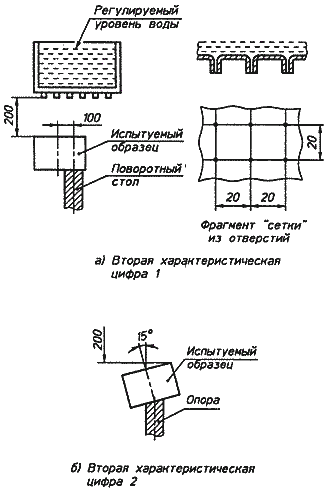 Регулируемый
уровень воды
200
100
Испытуемый
образец
Поворотный
стол
20
20
20
Фрагмент "сетки"
из отверстий
а) Вторая характеристическая
цифра 1
200
15°
Испытуемый
образец
Опора
б) Вторая характеристическая
цифра 2